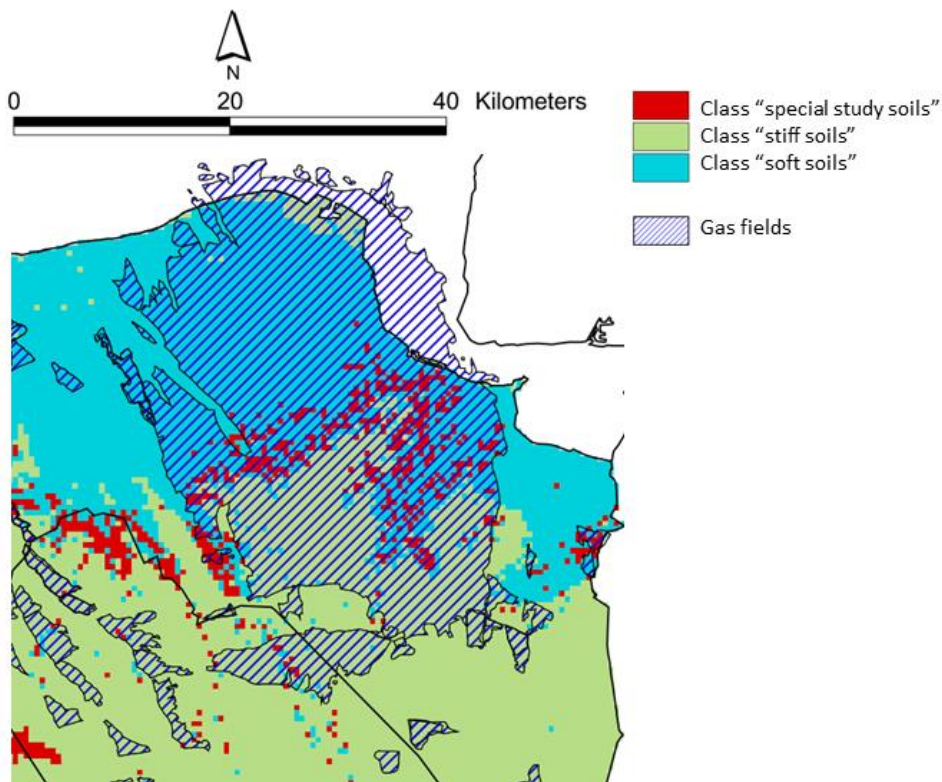 N
0 20 40 Kilometers
Class “special study soils”
Class “stiff soils”
Class “soft soils”
Gas fields